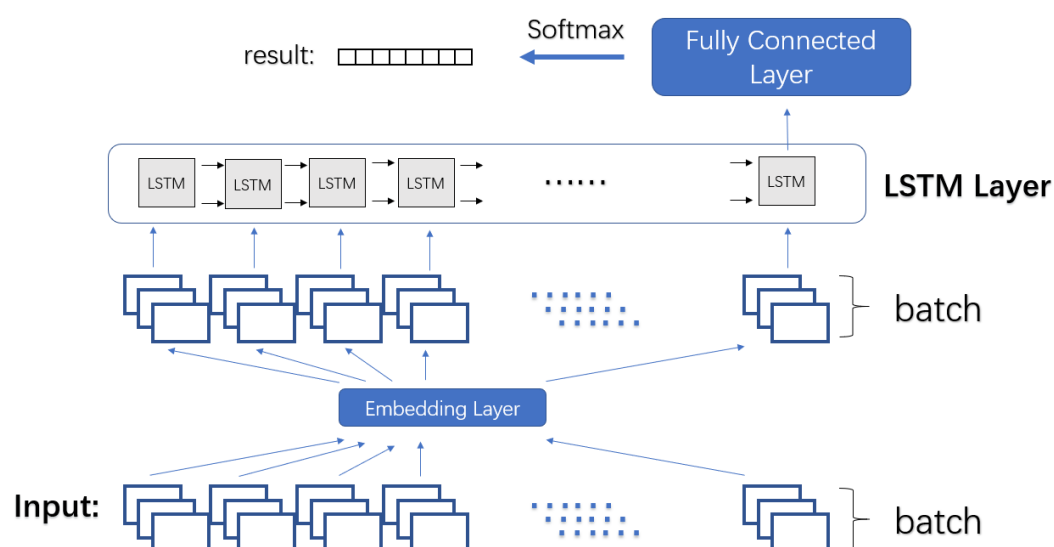 Softmax
Fully Connected
Layer
result:
LSTM
LSTM
LSTM
LSTM
......
LSTM
LSTM Layer
batch
Embedding Layer
Input:
batch